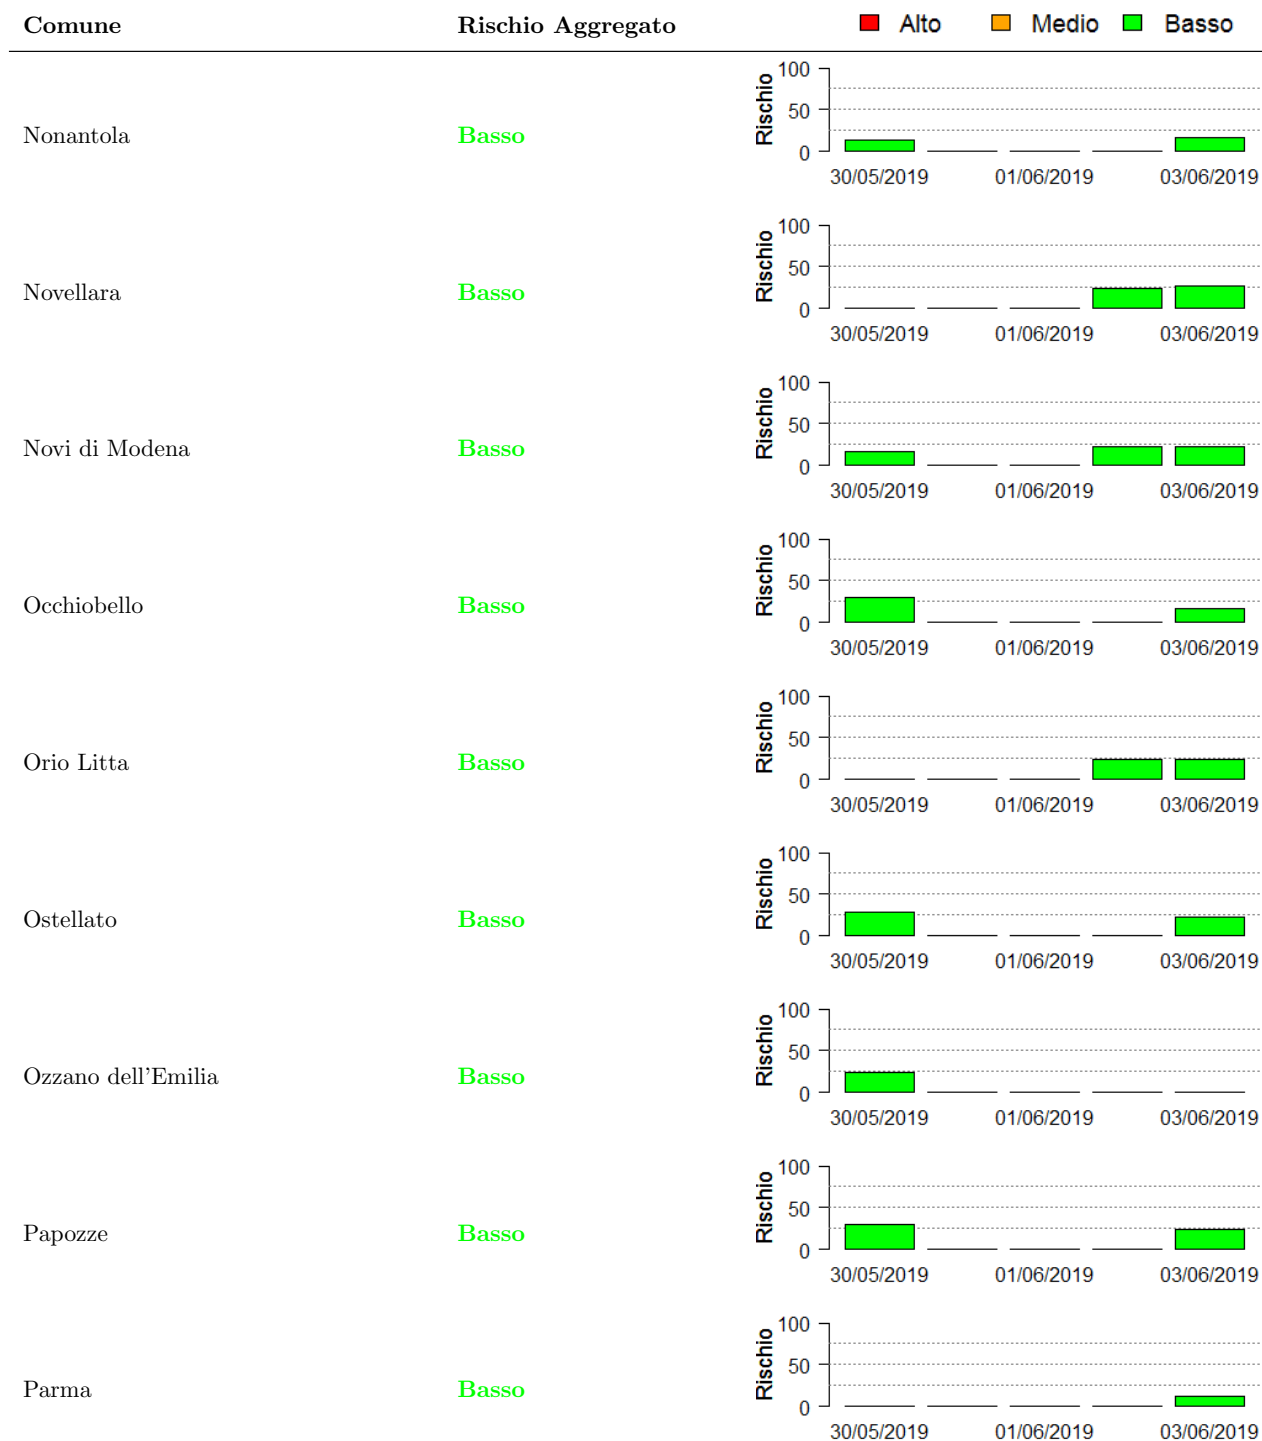 Comune Rischio Aggregato Alto Medio Basso
Nonantola Basso Rischio 100 50 0
30/05/2019 01/06/2019 03/06/2019
Novellara Basso Rischio 100 50 0
30/05/2019 01/06/2019 03/06/2019
Novi di Modena Basso Rischio 100 50 0
30/05/2019 01/06/2019 03/06/2019
Occhiobello Basso Rischio 100 50 0
30/05/2019 01/06/2019 03/06/2019
Orio Litta Basso Rischio 100 50 0
30/05/2019 01/06/2019 03/06/2019
Ostellato Basso Rischio 100 50 0
30/05/2019 01/06/2019 03/06/2019
Ozzano dell'Emilia Basso Rischio 100 50 0
30/05/2019 01/06/2019 03/06/2019
Papozze Basso Rischio 100 50 0
30/05/2019 01/06/2019 03/06/2019
Parma Basso Rischio 100 50 0
30/05/2019 01/06/2019 03/06/2019